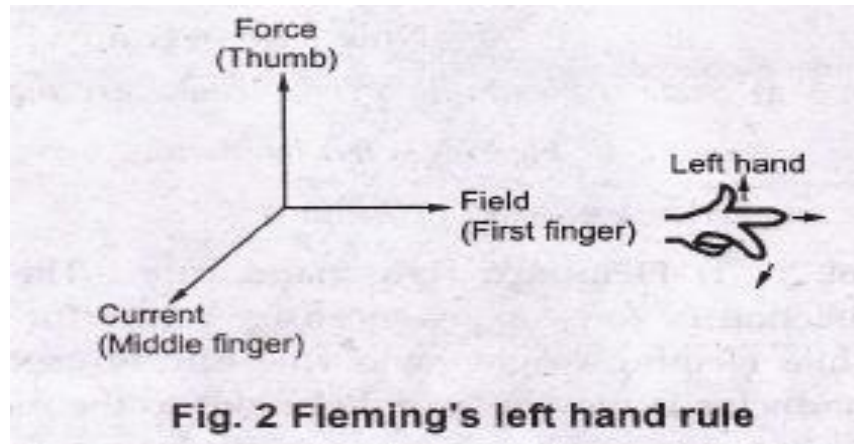 Force
(Thumb)
Left hand
Field
(First finger)
Current
(Middle finger)
Fig. 2 Fleming's left hand rule